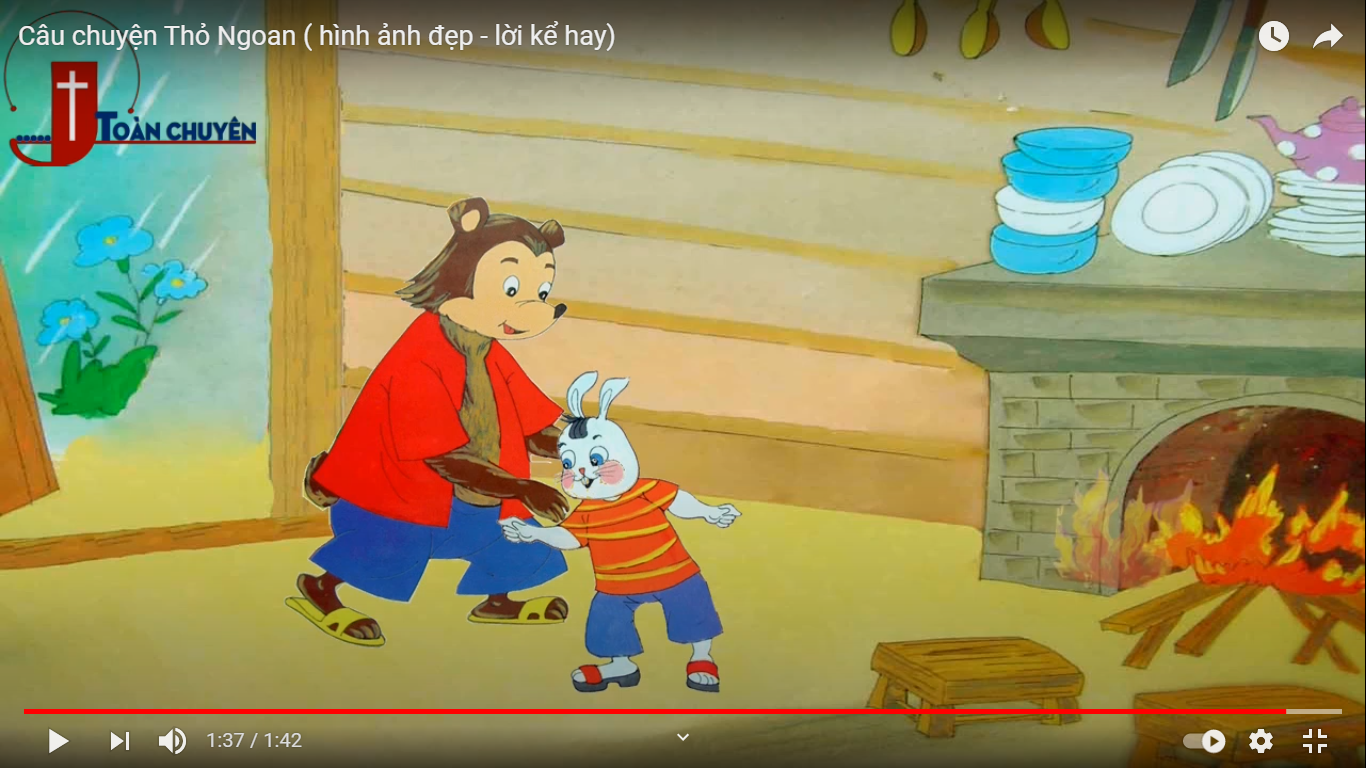 Câu chuyện Thỏ Ngoan ( hình ảnh đẹp - lời kể hay)
TOÀN CHUYÊN
1:37 / 1:42